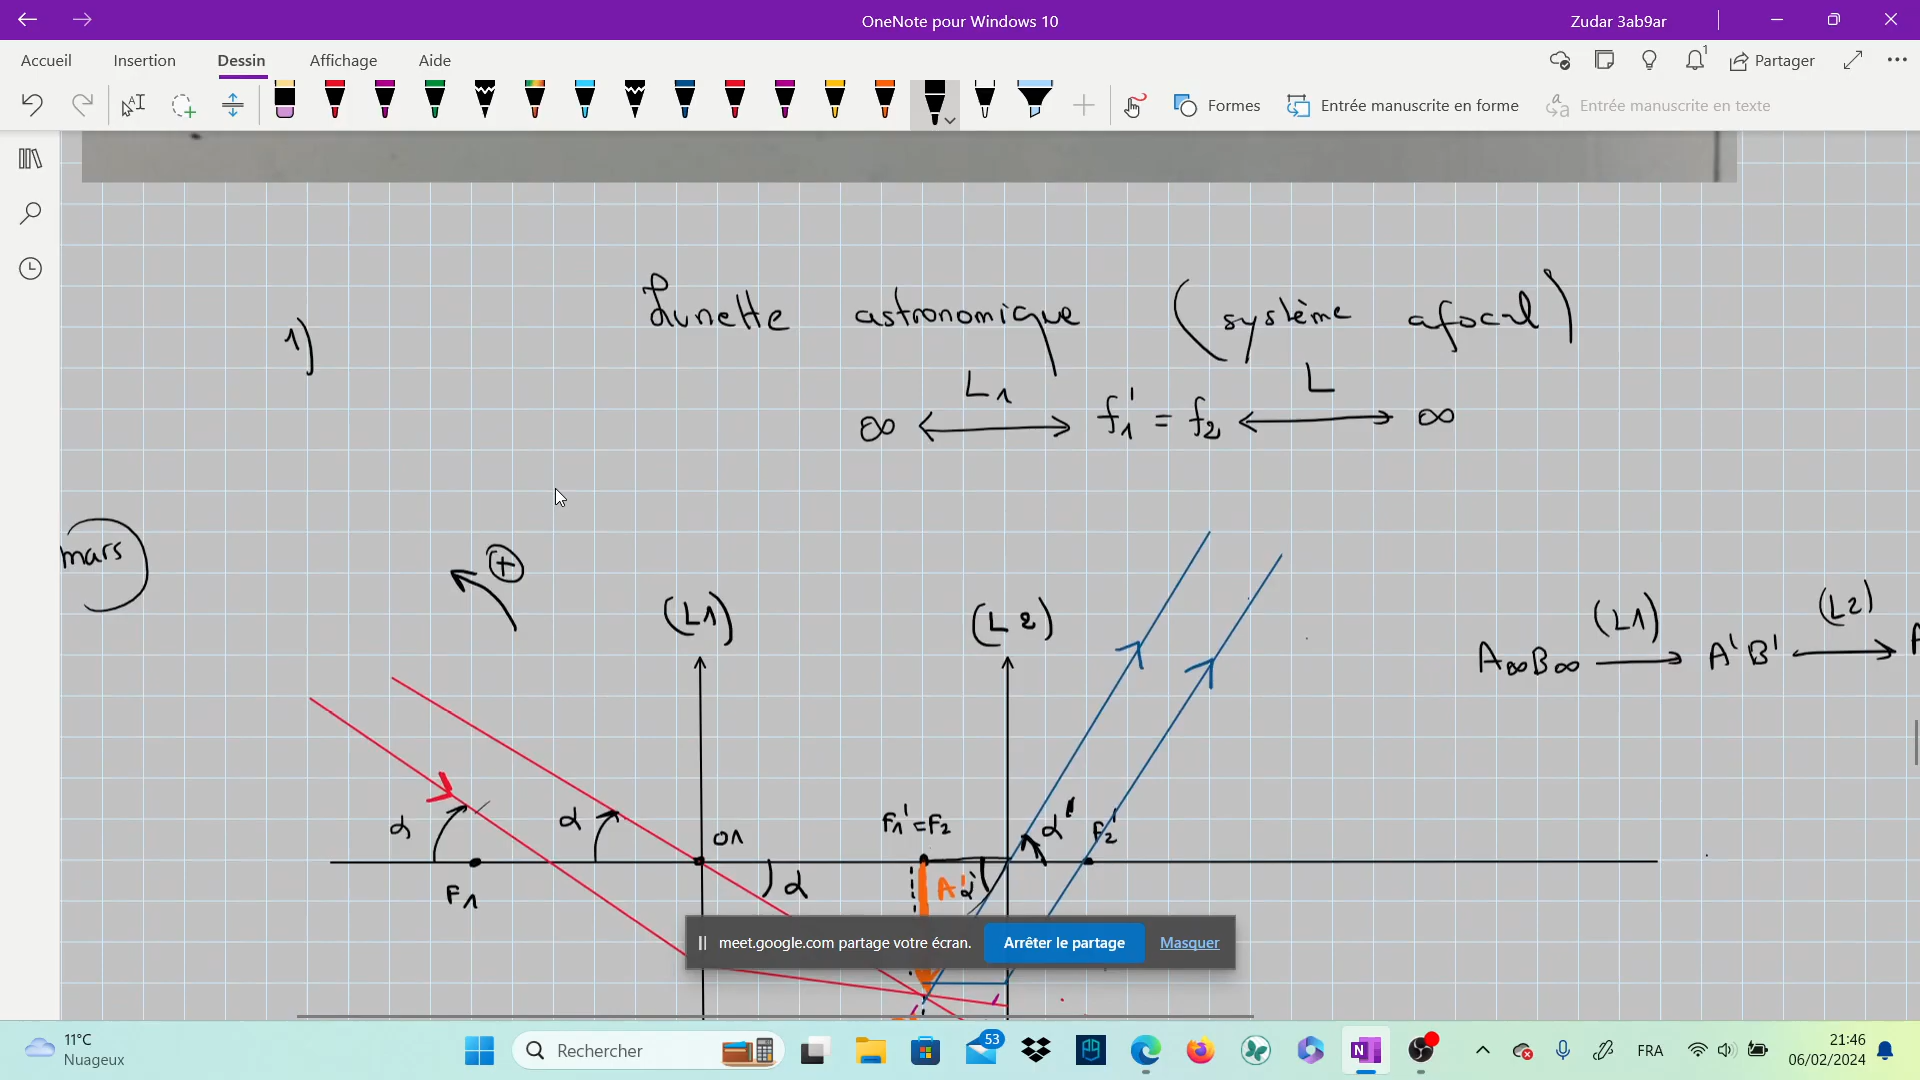 OneNote pour Windows 10
Zudar 3ab9ar
Accueil Insertion Dessin Affichage Aide
1
Partager
Formes
Entrée manuscrite en forme
Entrée manuscrite en texte
1)
Lunette astronomique (système afocal)
∞ ⟷ L1 f1' = f2 ⟷ L ∞
mars
+
(L1)
(L2)
(L1)
(L2)
A∞B∞ → A'B' → A
α
α
O1
F1'=F2
α'
F2'
F1
α
A'
α'
meet.google.com partage votre écran.
Arrêter le partage
Masquer
11°C
Nuageux
Rechercher
53
FRA
21:46
06/02/2024